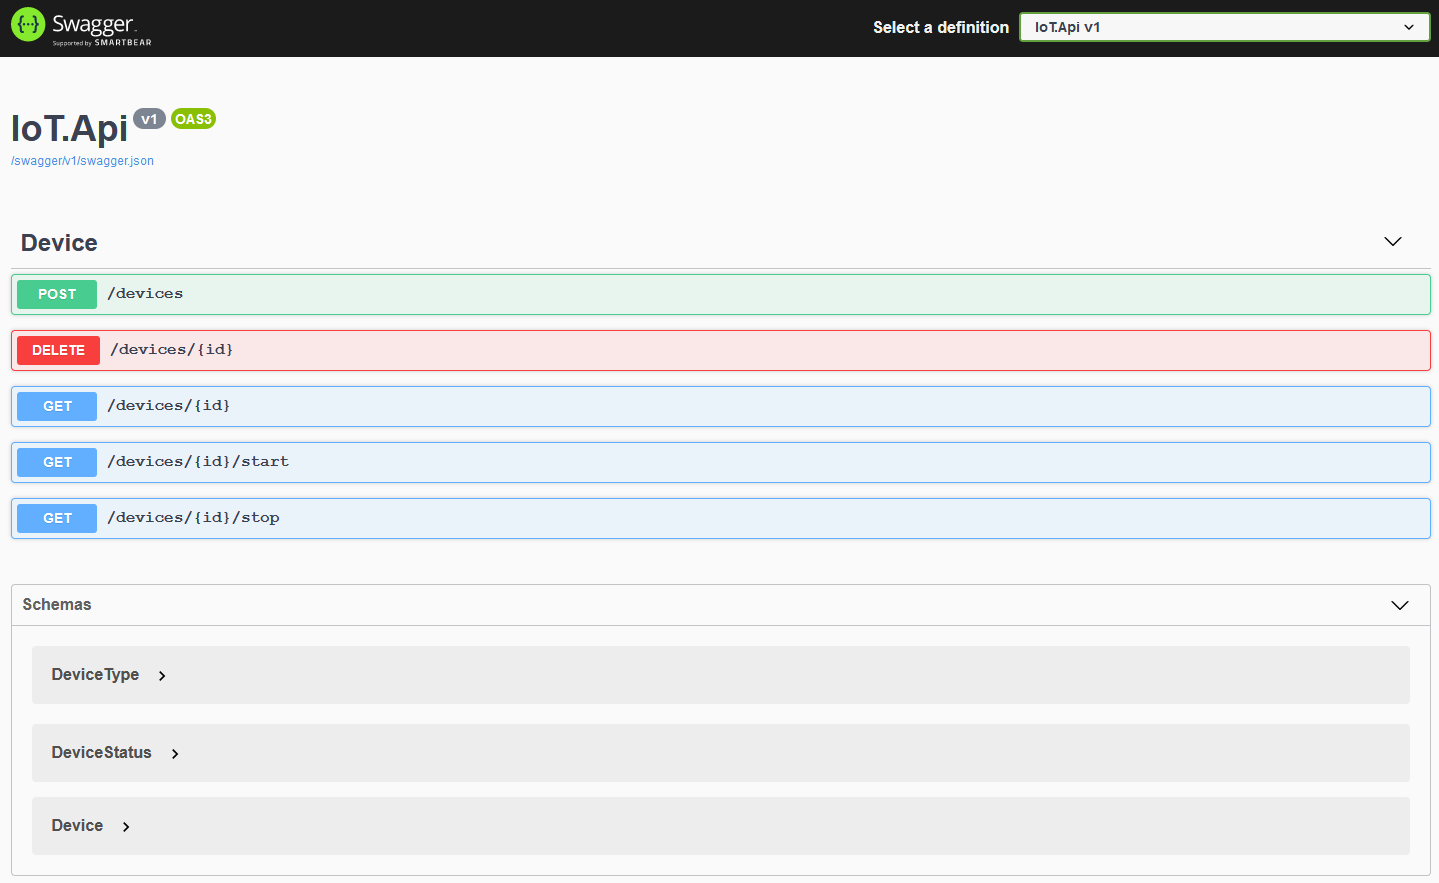 {···} Swagger
Supported by SMARTBEAR
Select a definition
IoT.Api v1
IoT.Api v1 OAS3
/swagger/v1/swagger.json
Device
POST /devices
DELETE /devices/{id}
GET /devices/{id}
GET /devices/{id}/start
GET /devices/{id}/stop
Schemas
DeviceType
DeviceStatus
Device